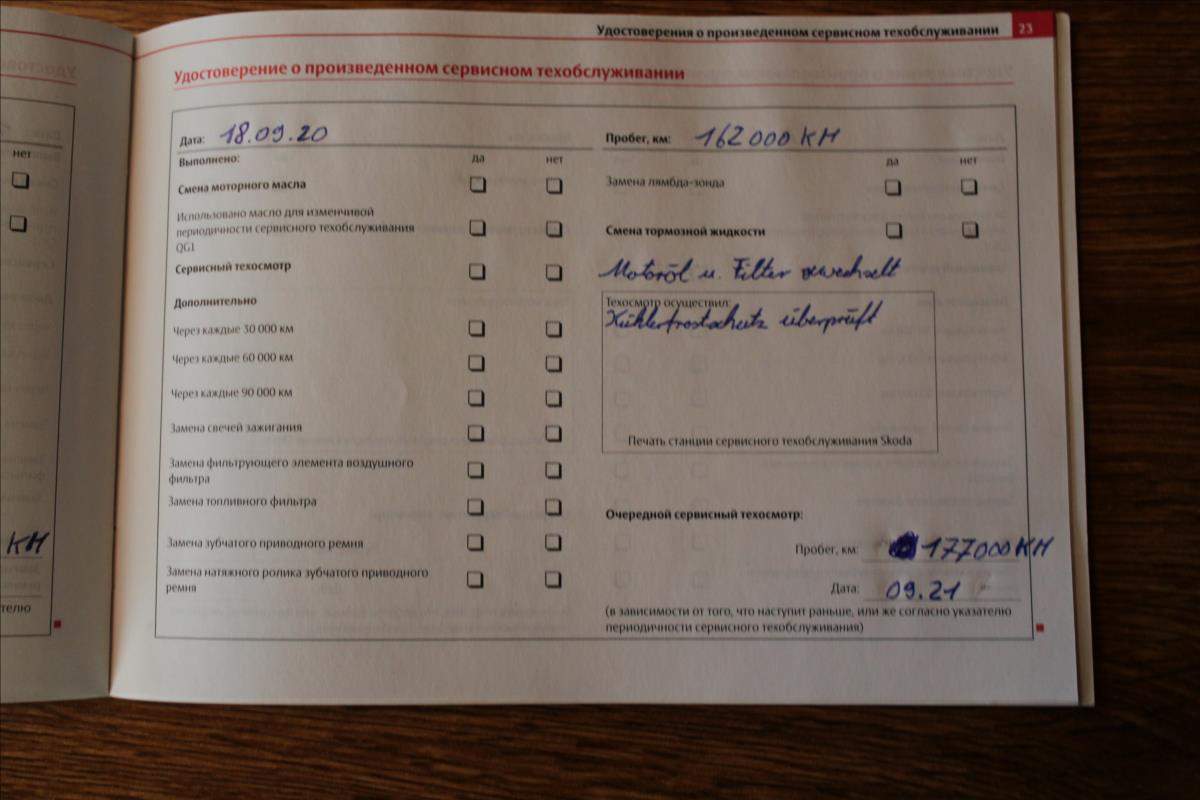 Удостоверения о произведенном сервисном техобслуживании 23
Удостоверение о произведенном сервисном техобслуживании
Дата: 18.09.20
Выполнено: да нет
Смена моторного масла
Использовано масло для изменчивой
периодичности сервисного техобслуживания
QG1
Сервисный техосмотр
Дополнительно
Через каждые 30 000 км
Через каждые 60 000 км
Через каждые 90 000 км
Замена свечей зажигания
Замена фильтрующего элемента воздушного
фильтра
Замена топливного фильтра
Замена зубчатого приводного ремня
Замена натяжного ролика зубчатого приводного
ремня
Пробег, км: 162 000 KM
да нет
Замена лямбда-зонда
Смена тормозной жидкости
Motoröl u. Filter
Техосмотр осуществил:
Kühlerfrostschutz überprüft
Печать станции сервисного техобслуживания Skoda
Очередной сервисный техосмотр:
Пробег, км: 177000 KM
Дата: 09.21
(в зависимости от того, что наступит раньше, или же согласно указателю
периодичности сервисного техобслуживания)
нет
KM
телю